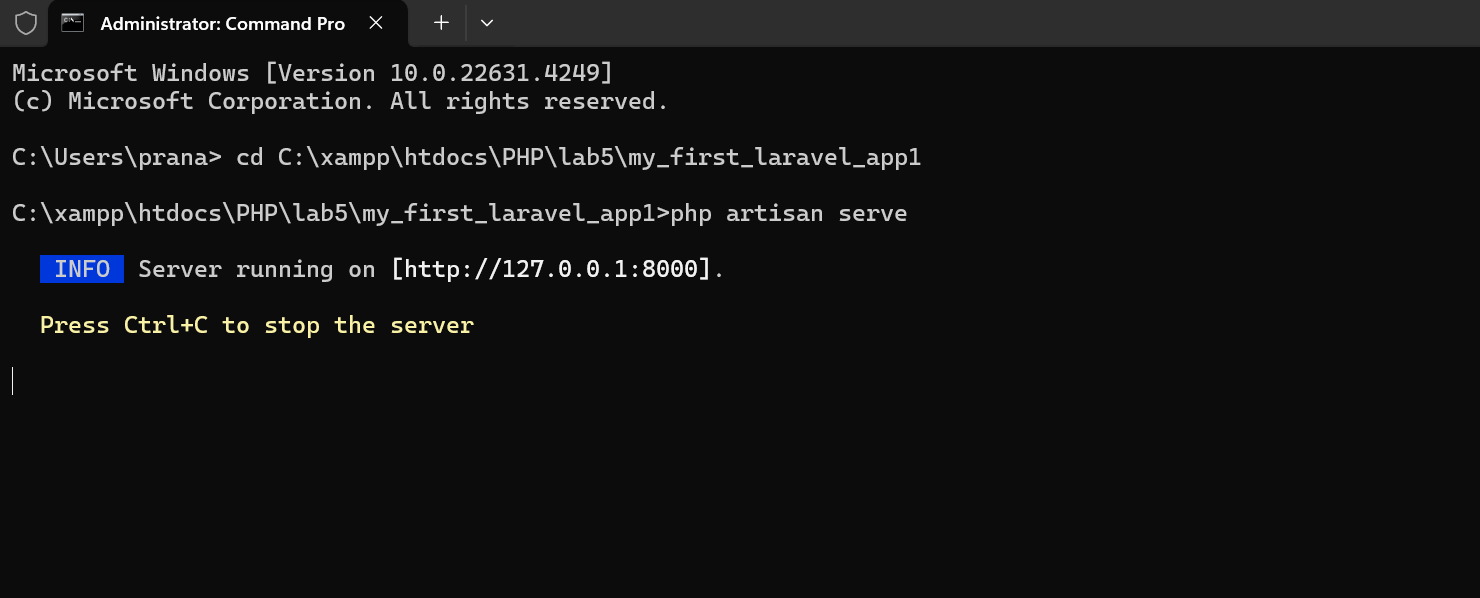 Administrator: Command Pro
Microsoft Windows [Version 10.0.22631.4249]
(c) Microsoft Corporation. All rights reserved.
C:\Users\prana> cd C:\xampp\htdocs\PHP\lab5\my_first_laravel_app1
C:\xampp\htdocs\PHP\lab5\my_first_laravel_app1>php artisan serve
INFO Server running on [http://127.0.0.1:8000].
Press Ctrl+C to stop the server